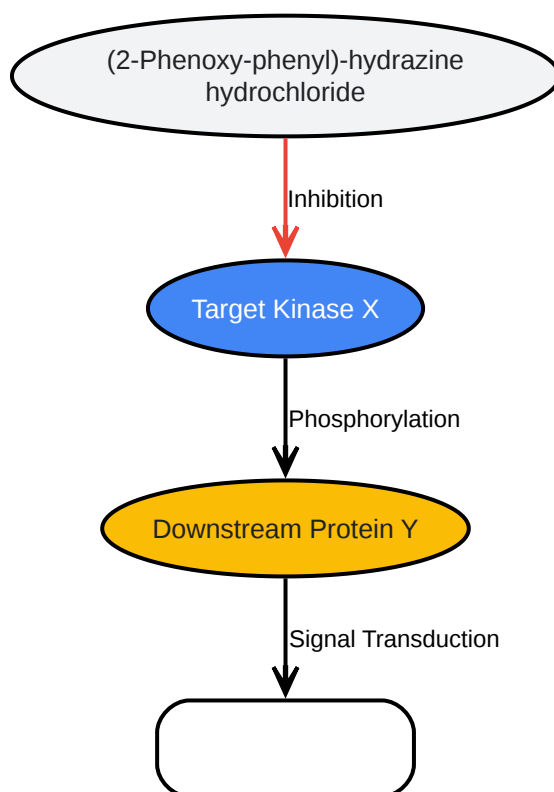 (2-Phenoxy-phenyl)-hydrazine
hydrochloride
Inhibition
Target Kinase X
Phosphorylation
Downstream Protein Y
Signal Transduction